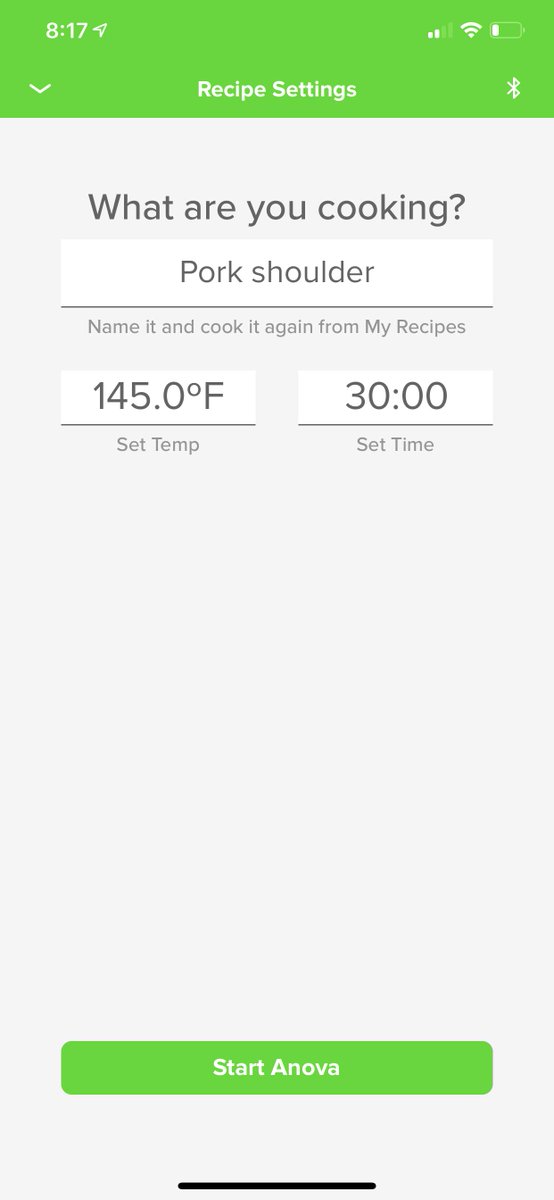 8:17
Recipe Settings
What are you cooking?
Pork shoulder
Name it and cook it again from My Recipes
145.0°F
30:00
Set Temp
Set Time
Start Anova